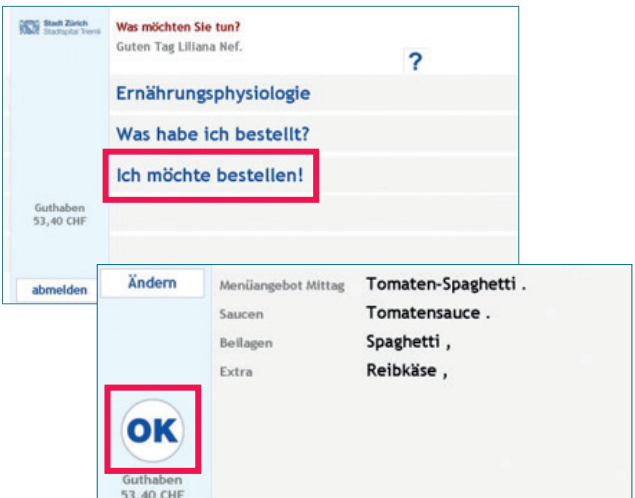 Stadt Zürich
Stadtspital Triemli
Was möchten Sie tun?
Guten Tag Liliana Nef.
?
Ernährungsphysiologie
Was habe ich bestellt?
Ich möchte bestellen!
Guthaben
53,40 CHF
abmelden
Ändern
Menüangebot Mittag Tomaten-Spaghetti .
Saucen Tomatensauce .
Beilagen Spaghetti ,
Extra Reibkäse ,
OK
Guthaben
53,40 CHF